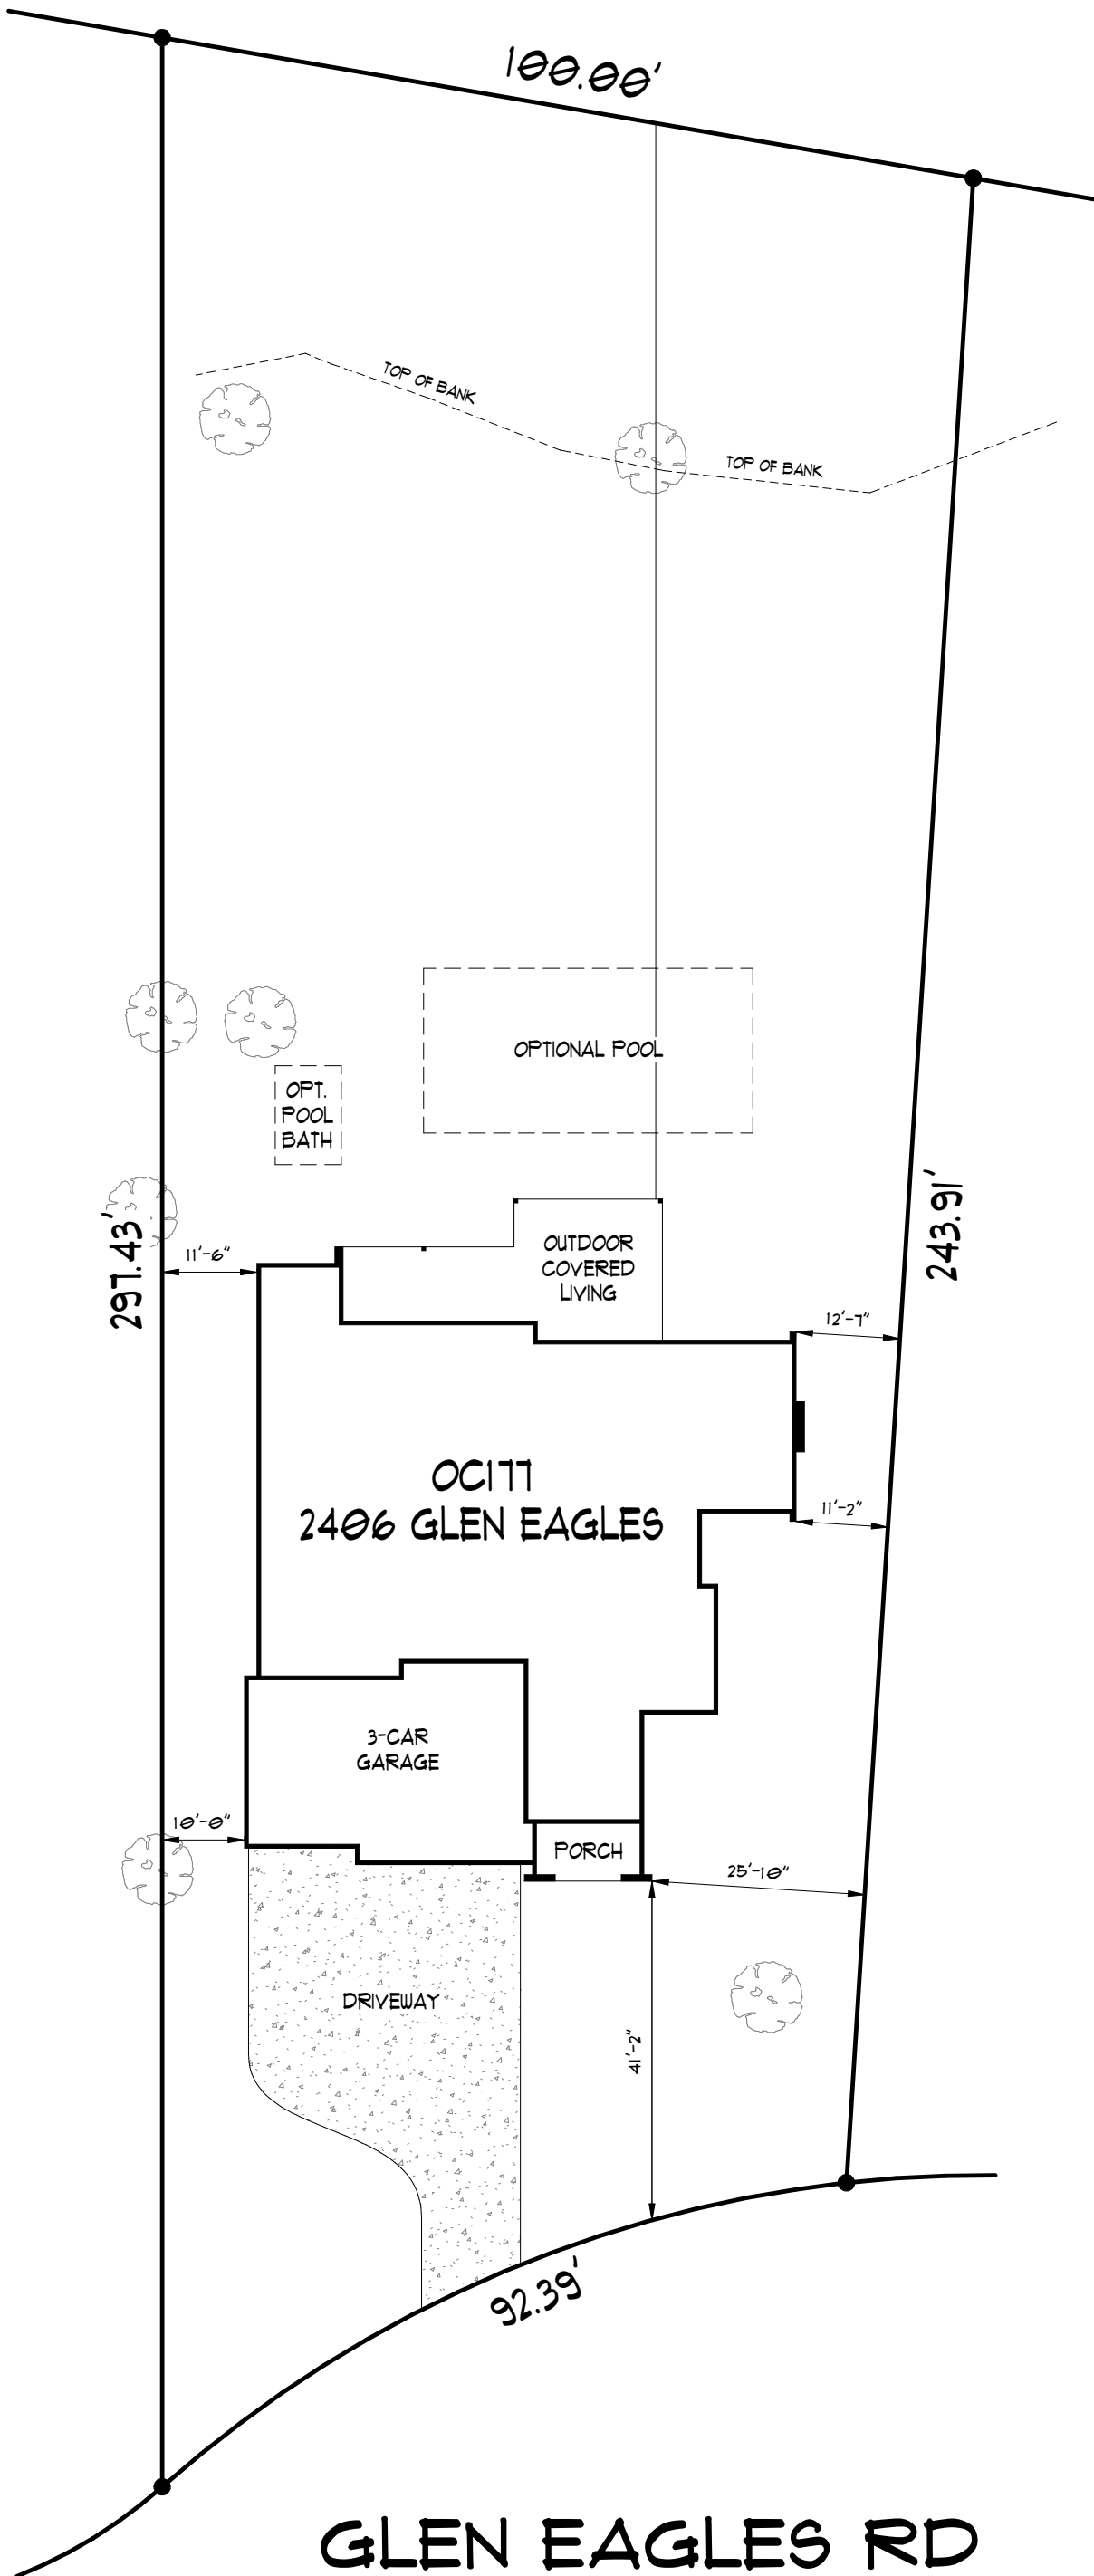 100.00'
TOP OF BANK
TOP OF BANK
OPTIONAL POOL
OPT.
POOL
BATH
297.43'
243.91'
11'-6"
OUTDOOR
COVERED
LIVING
12'-7"
OC177
2406 GLEN EAGLES
11'-2"
3-CAR
GARAGE
10'-0"
PORCH
25'-10"
DRIVEWAY
41'-2"
92.39'
GLEN EAGLES RD